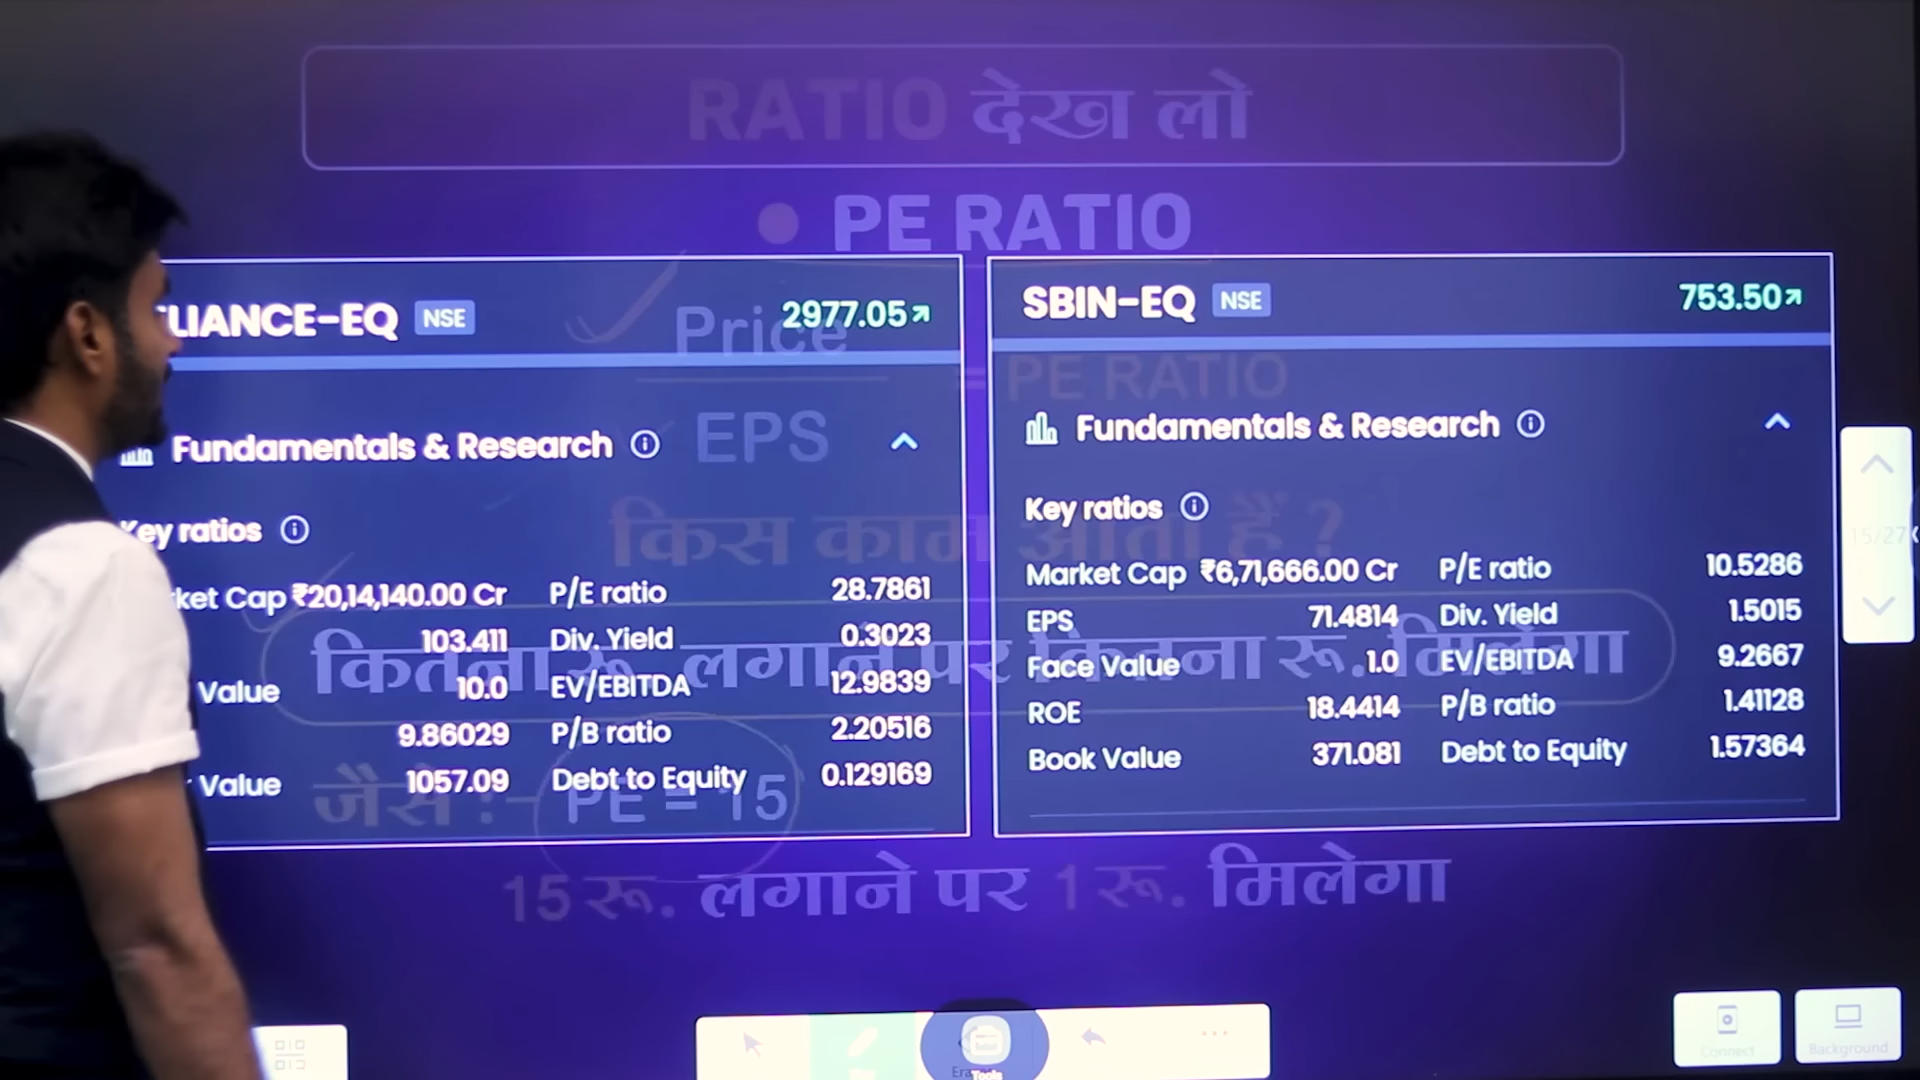 RATIO देख लो
PE RATIO
LIANCE-EQ NSE 2977.05
Price
= PE RATIO
EPS
Fundamentals & Research
Key ratios
ket Cap ₹20,14,140.00 Cr P/E ratio 28.7861
103.411 Div. Yield 0.3023
Value 10.0 EV/EBITDA 12.9839
9.86029 P/B ratio 2.20516
Value 1057.09 Debt to Equity 0.129169
SBIN-EQ NSE 753.50
Fundamentals & Research
Key ratios
Market Cap ₹6,71,666.00 Cr P/E ratio 10.5286
EPS 71.4814 Div. Yield 1.5015
Face Value 1.0 EV/EBITDA 9.2667
ROE 18.4414 P/B ratio 1.41128
Book Value 371.081 Debt to Equity 1.57364
किस काम आता हैं ?
कितना रू. लगाने पर कितना रू. मिलेगा
जैसे :- PE = 15
15 रू. लगाने पर 1 रू. मिलेगा
15/27
Tools
Connect
Background